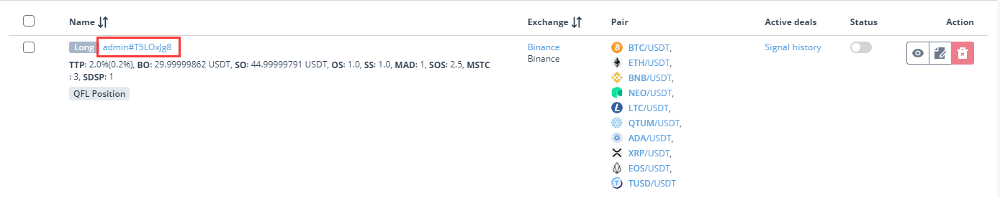 Name Exchange Pair Active deals Status Action
Long admin#T5LOxJg8 Binance BTC/USDT, Signal history
Binance
TTP: 2.0%(0.2%), BO: 29.99999862 USDT, SO: 44.99999791 USDT, OS: 1.0, SS: 1.0, MAD: 1, SOS: 2.5, MSTC
ETH/USDT,
: 3, SDSP: 1
BNB/USDT,
QFL Position
NEO/USDT,
LTC/USDT,
QTUM/USDT,
ADA/USDT,
XRP/USDT,
EOS/USDT,
TUSD/USDT